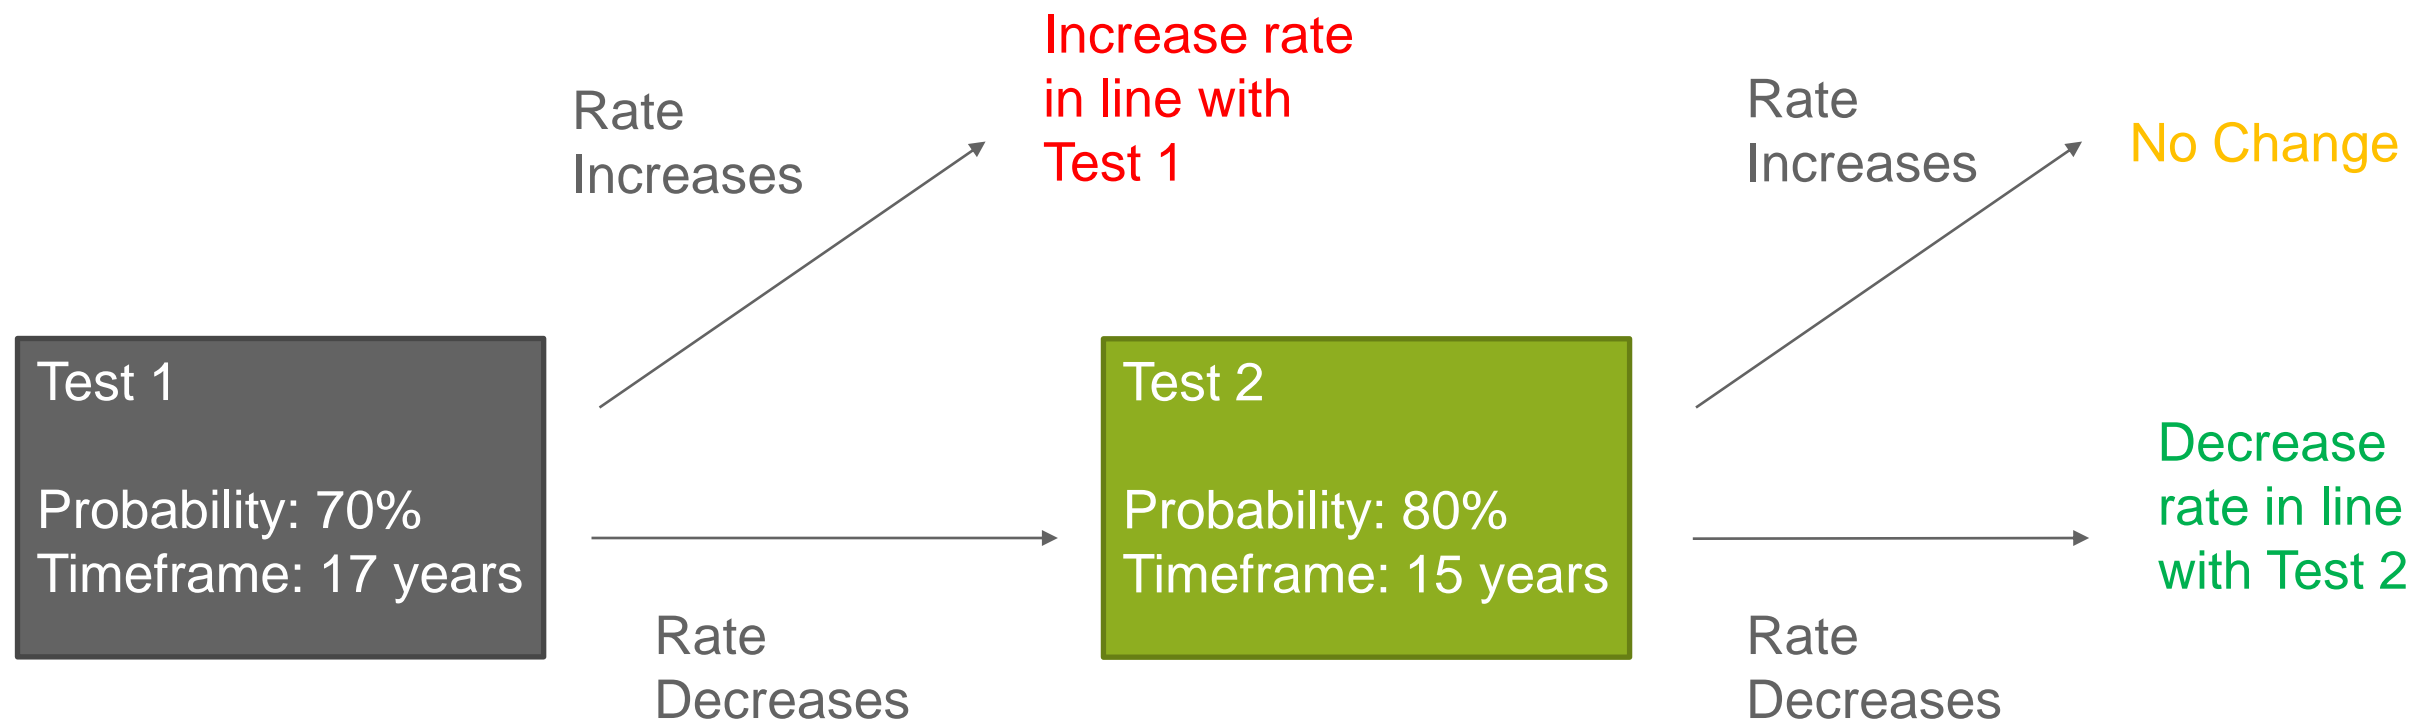 Increase rate
in line with
Test 1
Rate
Increases
Rate
Increases
No Change
Test 1
Probability: 70%
Timeframe: 17 years
Rate
Decreases
Test 2
Probability: 80%
Timeframe: 15 years
Decrease
rate in line
with Test 2
Rate
Decreases